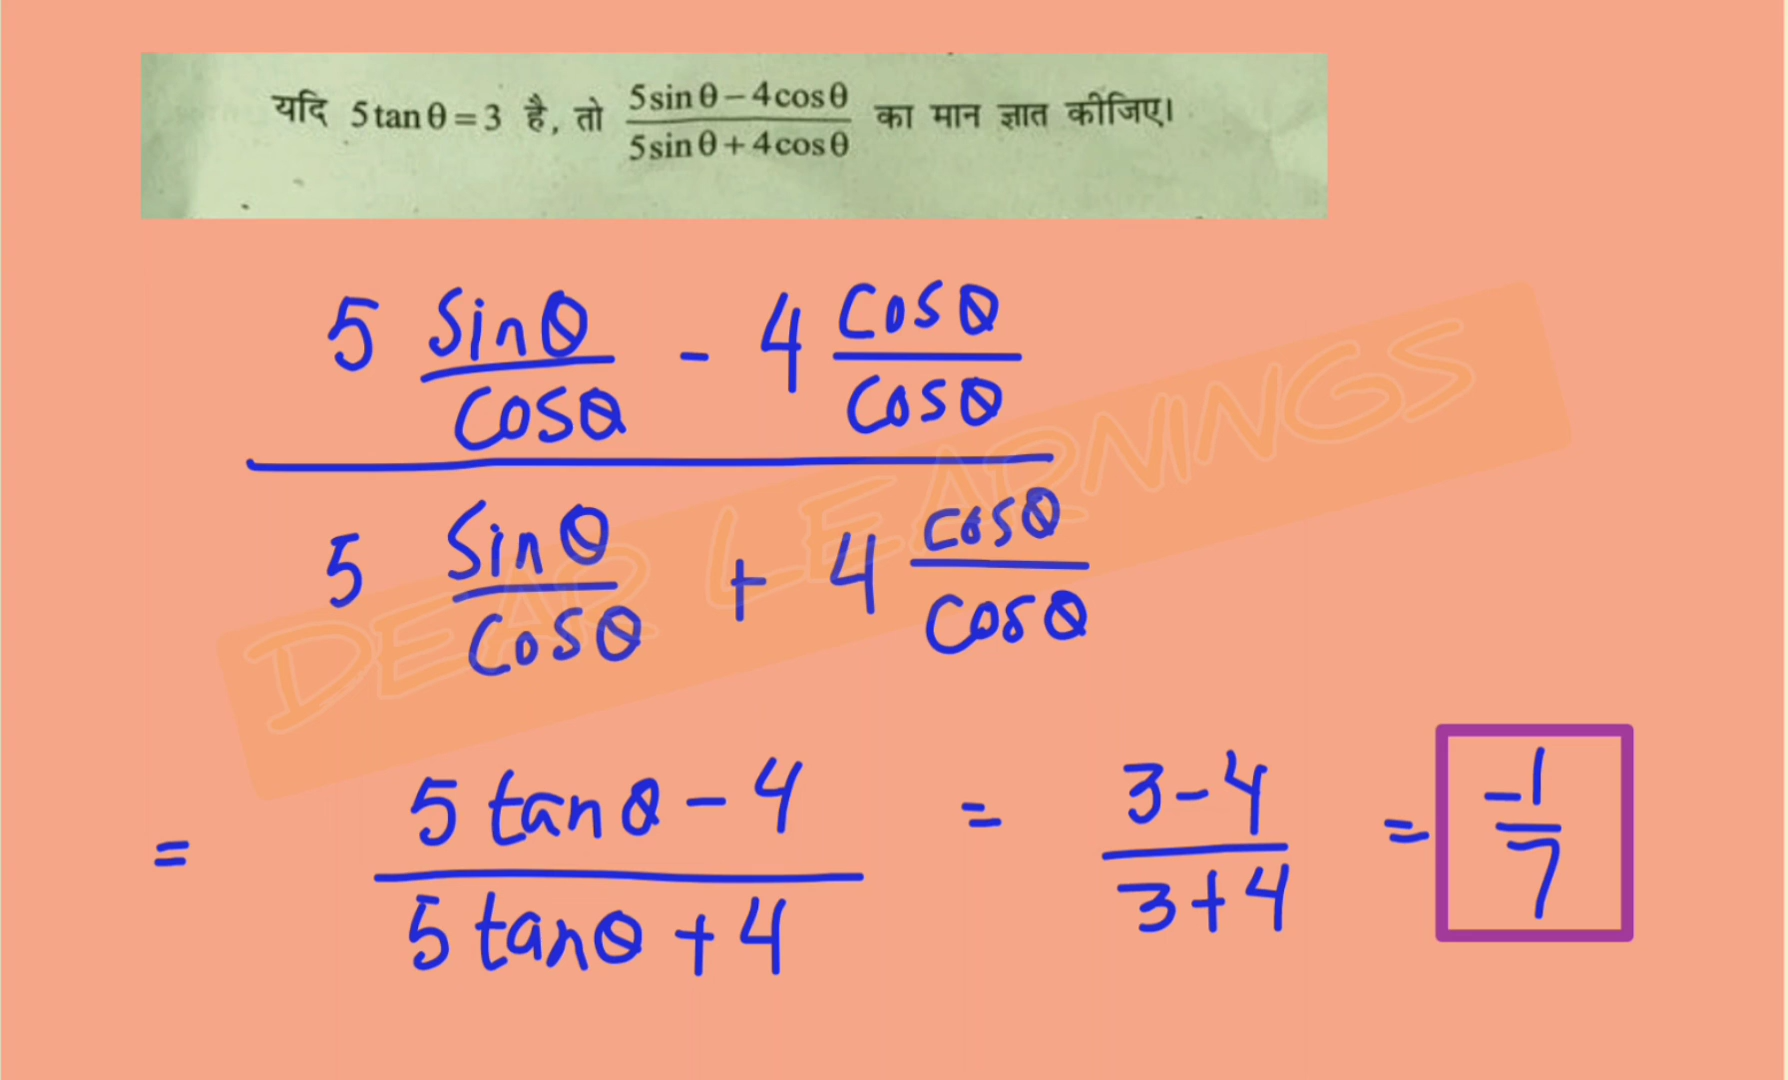 यदि 5tanθ=3 है, तो (5sinθ−4cosθ)/(5sinθ+4cosθ) का मान ज्ञात कीजिए।
5 Sinθ/Cosθ - 4 Cosθ/Cosθ
5 Sinθ/Cosθ + 4 Cosθ/Cosθ
= (5 tanθ - 4)/(5 tanθ + 4) = (3-4)/(3+4) = -1/7
DEAR LEARNINGS